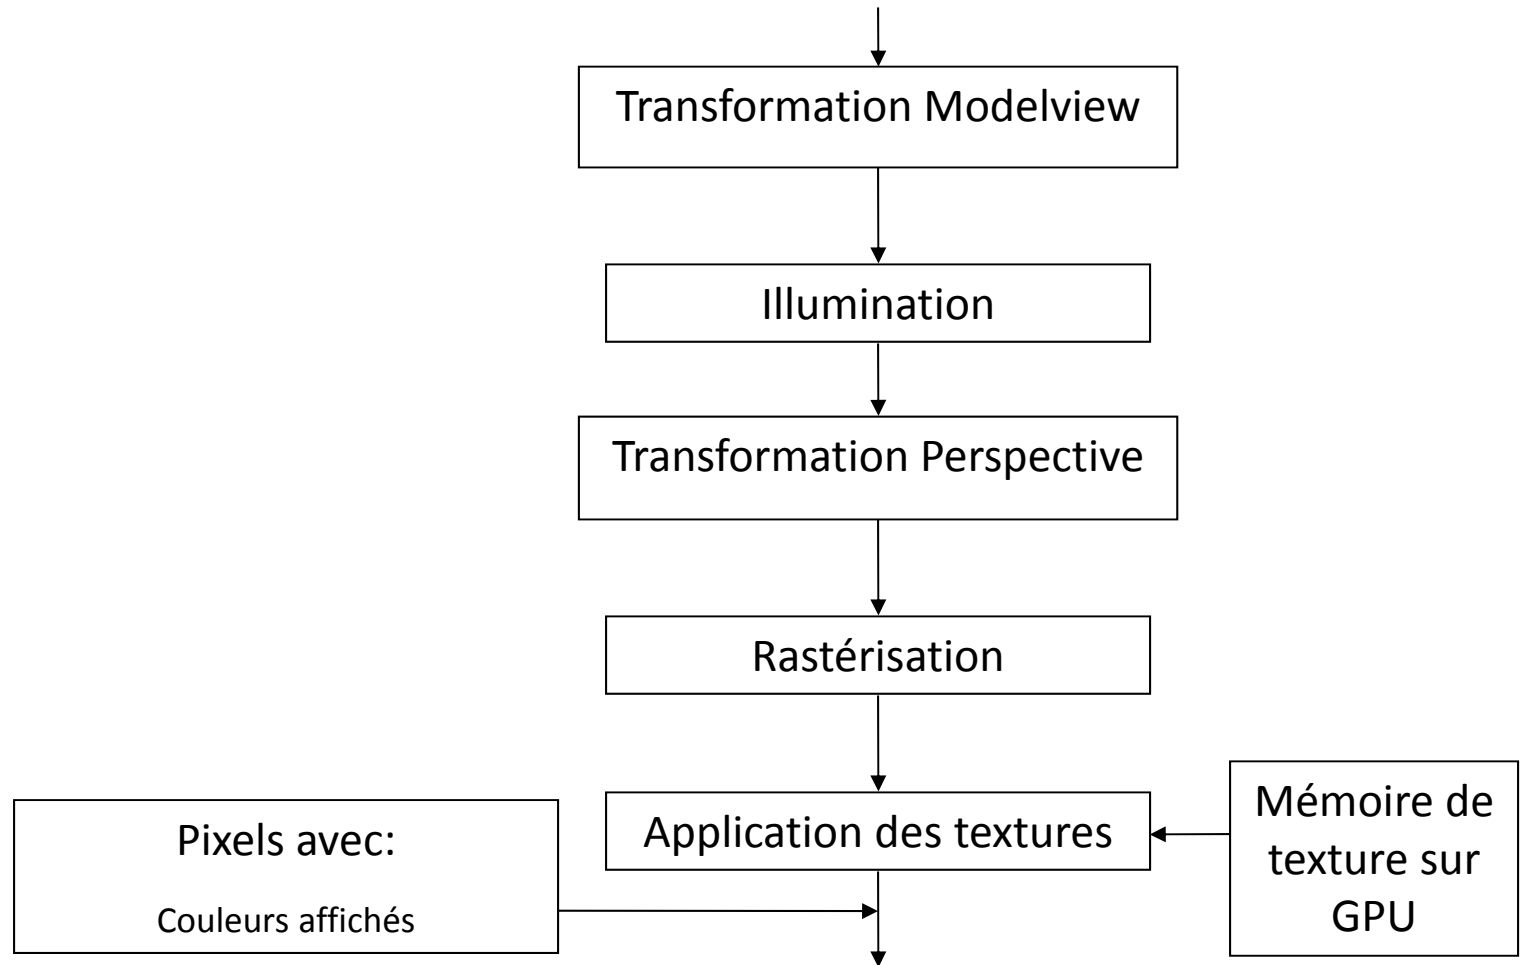 Transformation Modelview
Illumination
Transformation Perspective
Rastérisation
Application des textures
Pixels avec:
Couleurs affichés
Mémoire de
texture sur
GPU